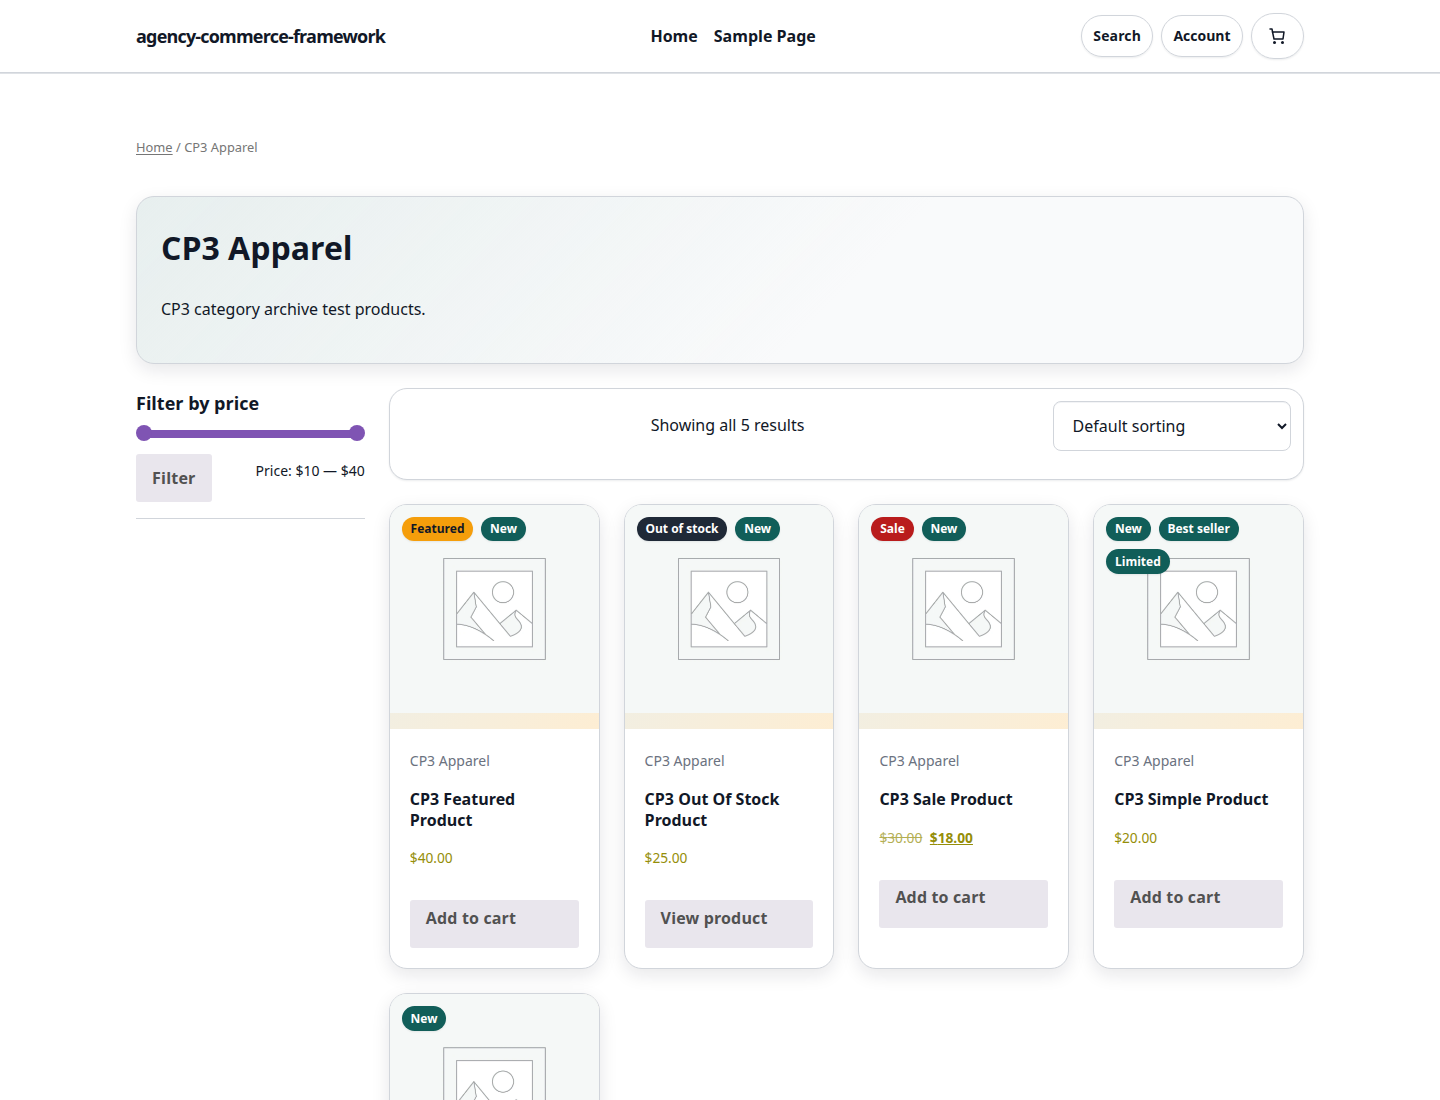 agency-commerce-framework
Home Sample Page
Search Account
Home / CP3 Apparel
CP3 Apparel
CP3 category archive test products.
Filter by price
Filter
Price: $10 — $40
Showing all 5 results
Default sorting
Featured New
CP3 Apparel
CP3 Featured
Product
$40.00
Add to cart
Out of stock New
CP3 Apparel
CP3 Out Of Stock
Product
$25.00
View product
Sale New
CP3 Apparel
CP3 Sale Product
$30.00 $18.00
Add to cart
New Best seller
Limited
CP3 Apparel
CP3 Simple Product
$20.00
Add to cart
New